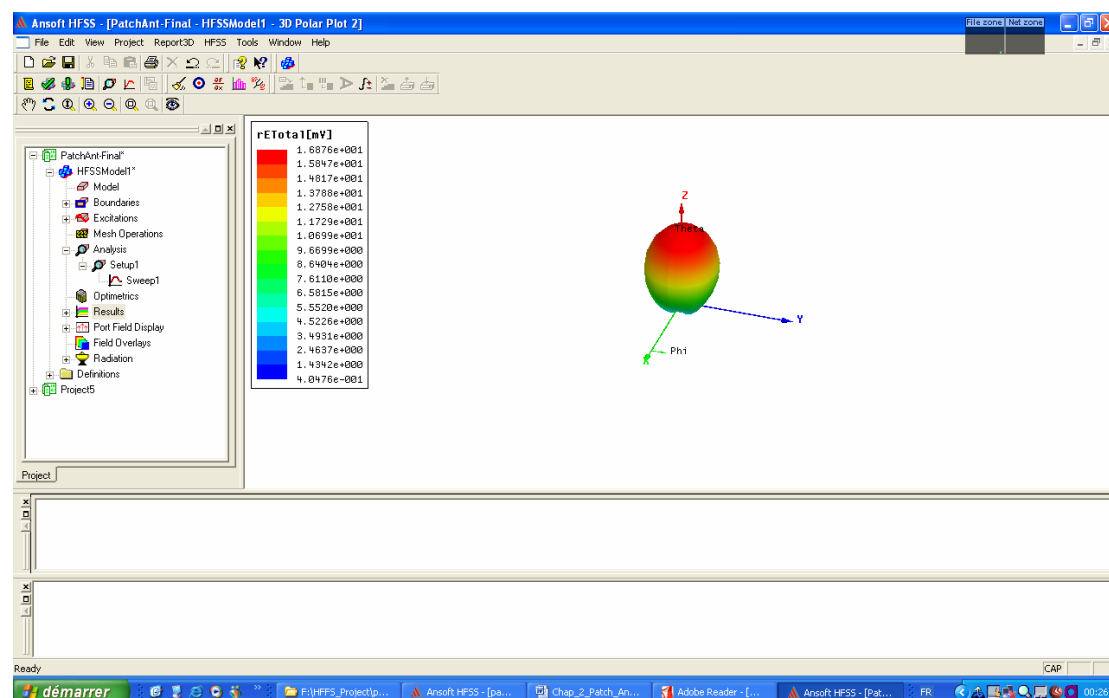 Ansoft HFSS - [PatchAnt-Final - HFSSModel1 - 3D Polar Plot 2]
File zone Net zone
File Edit View Project Report3D HFSS Tools Window Help
PatchAnt-Final*
HFSSModel1*
Model
Boundaries
Excitations
Mesh Operations
Analysis
Setup1
Sweep1
Optimetrics
Results
Port Field Display
Field Overlays
Radiation
Definitions
Project5
Project
rETotal[mV]
1.6876e+001
1.5847e+001
1.4817e+001
1.3788e+001
1.2758e+001
1.1729e+001
1.0699e+001
9.6699e+000
8.6404e+000
7.6110e+000
6.5815e+000
5.5520e+000
4.5226e+000
3.4931e+000
2.4637e+000
1.4342e+000
4.0476e-001
Z
Theta
Y
Phi
X
Ready
CAP
démarrer
F:\HFFS_Project\p...
Ansoft HFSS - [pa...
Chap_2_Patch_An...
Adobe Reader - [...
Ansoft HFSS - [Pat...
FR
00:26